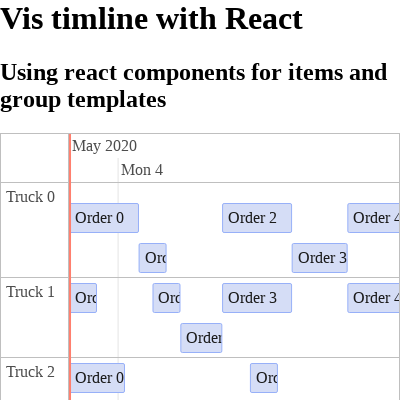 Vis timline with React
Using react components for items and
group templates
May 2020
Mon 4
Truck 0
Order 0
Order 2
Order 4
Orc
Order 3
Truck 1
Orc
Orc
Order 3
Order 4
Order
Truck 2
Order 0
Orc